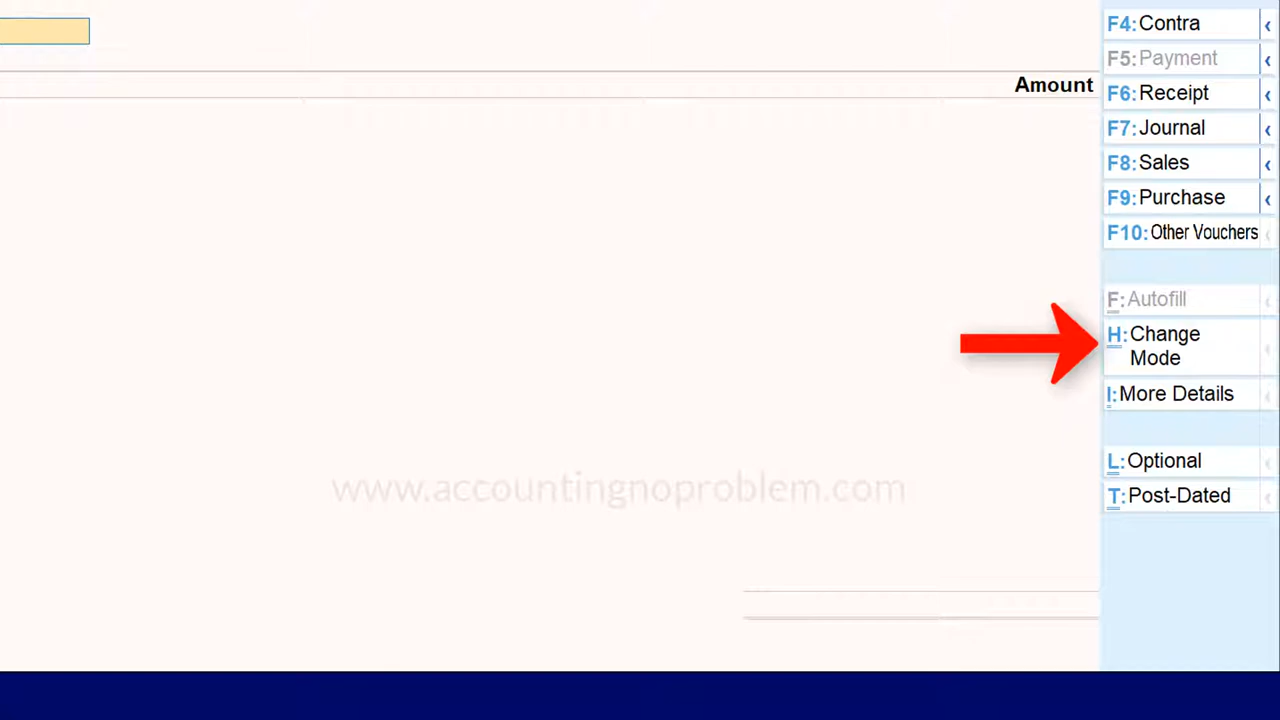 F4: Contra
F5: Payment
Amount
F6: Receipt
F7: Journal
F8: Sales
F9: Purchase
F10: Other Vouchers
F: Autofill
H: Change
Mode
I: More Details
L: Optional
www.accountingnoproblem.com
T: Post-Dated